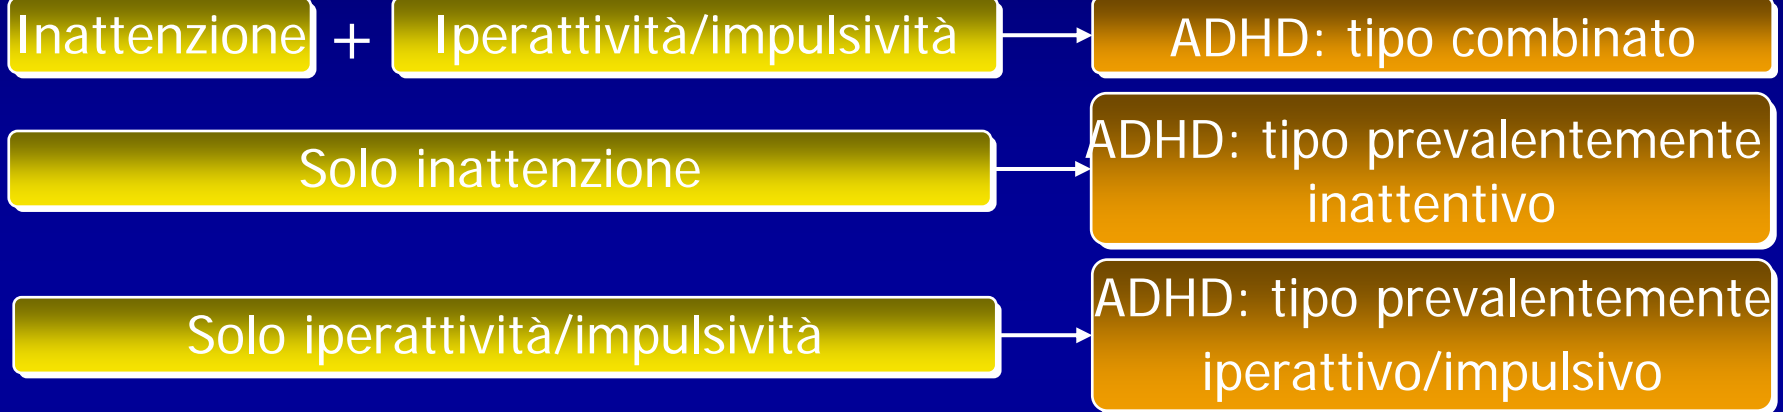 Inattenzione + Iperattività/impulsività ADHD: tipo combinato
Solo inattenzione
ADHD: tipo prevalentemente
inattentivo
Solo iperattività/impulsività
ADHD: tipo prevalentemente
iperattivo/impulsivo